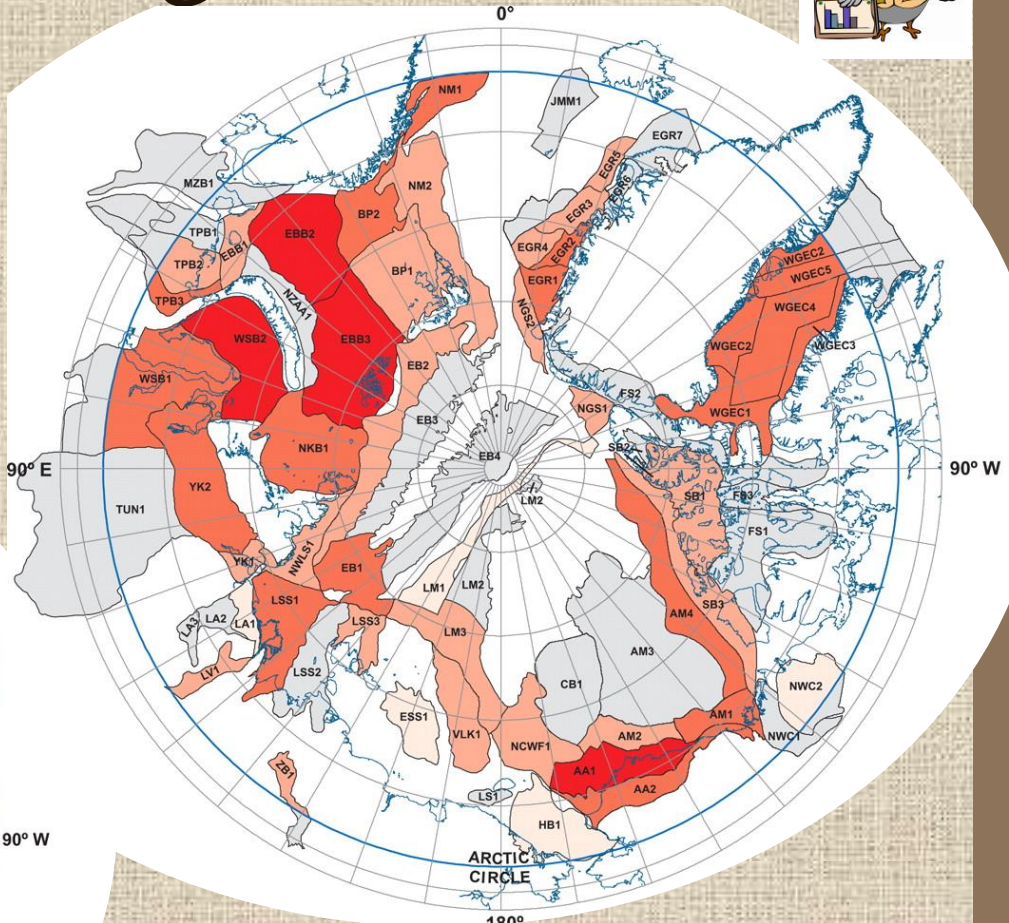 0°
NM1
JMM1
EGR7
EGR5
MZB1
NM2
EGR6
BP2
EGR3
TPB1
EBB2
EBB1
EGR4
EGR2
WGEC2
TPB2
BP1
EGR1
WGEC5
TPB3
NZAA1
NGS2
WGEC4
WSB2
EBB3
WGEC2
WGEC3
EB2
WSB1
FS2
NGS1
WGEC1
EB3
NKB1
SB2
EB4
90° E
90° W
YK2
SB1
FS3
LM2
TUN1
FS1
YK1
NWLS1
EB1
LM1
LM2
LSS1
SB3
AM4
LA3
LA2
LA1
LSS3
LM3
AM3
LV1
LSS2
CB1
NWC2
ESS1
AM1
VLK1
AM2
NWC1
NCWF1
ZB1
AA1
AA2
LS1
HB1
90° W
ARCTIC
CIRCLE
180°